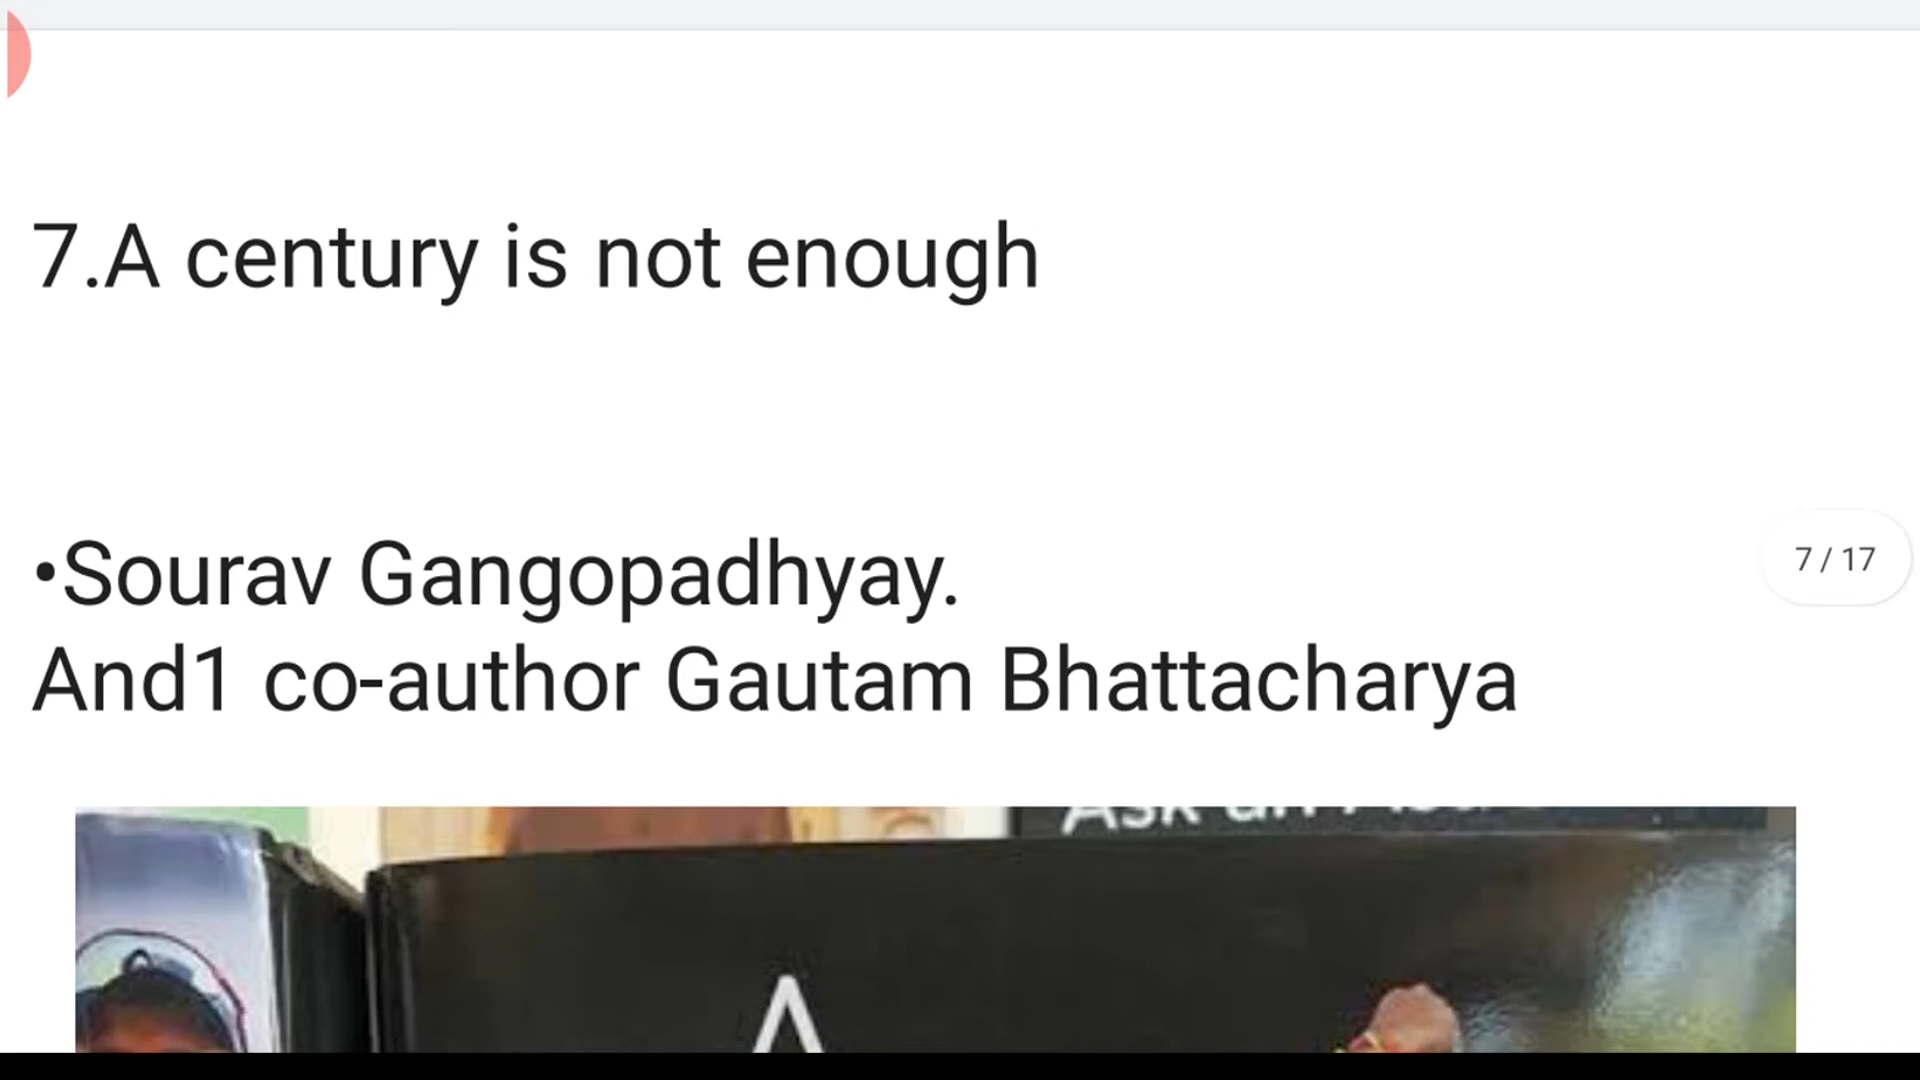 7.A century is not enough
•Sourav Gangopadhyay.
7 / 17
And1 co-author Gautam Bhattacharya
A